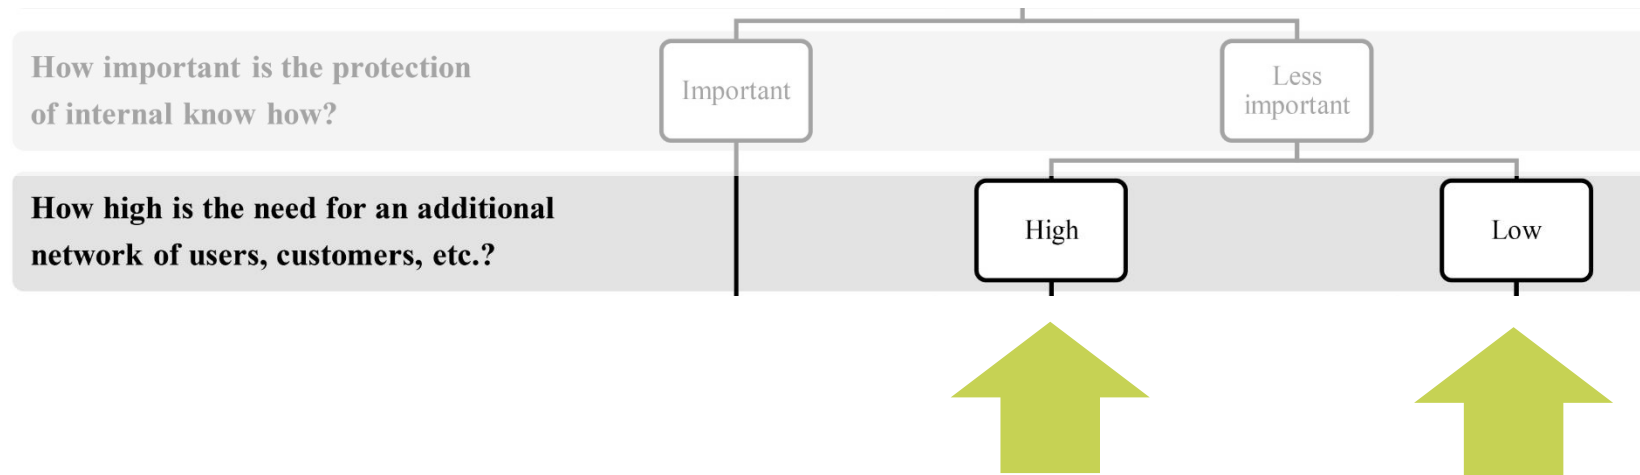 How important is the protection
of internal know how?
Important
Less
important
How high is the need for an additional
network of users, customers, etc.?
High
Low